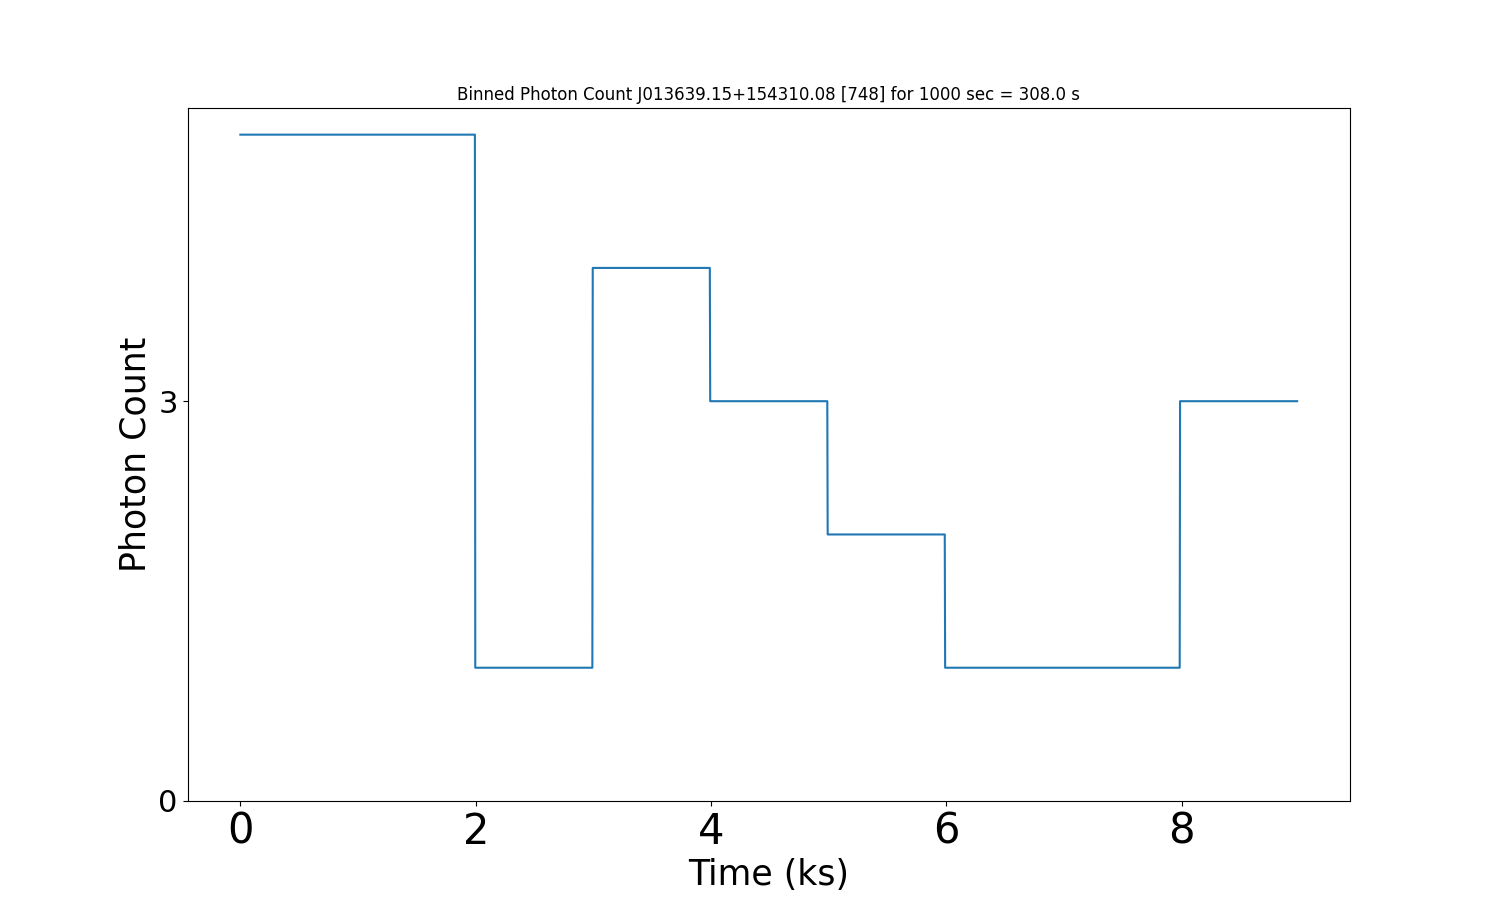 Binned Photon Count J013639.15+154310.08 [748] for 1000 sec = 308.0 s
Photon Count
3
0
0 2 4 6 8
Time (ks)